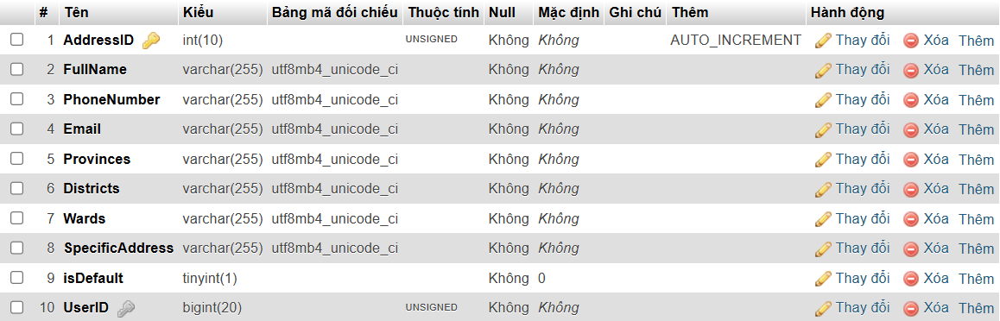 # Tên Kiểu Bảng mã đối chiếu Thuộc tính Null Mặc định Ghi chú Thêm Hành động
1 AddressID int(10) UNSIGNED Không Không AUTO_INCREMENT Thay đổi Xóa Thêm
2 FullName varchar(255) utf8mb4_unicode_ci Không Không Thay đổi Xóa Thêm
3 PhoneNumber varchar(255) utf8mb4_unicode_ci Không Không Thay đổi Xóa Thêm
4 Email varchar(255) utf8mb4_unicode_ci Không Không Thay đổi Xóa Thêm
5 Provinces varchar(255) utf8mb4_unicode_ci Không Không Thay đổi Xóa Thêm
6 Districts varchar(255) utf8mb4_unicode_ci Không Không Thay đổi Xóa Thêm
7 Wards varchar(255) utf8mb4_unicode_ci Không Không Thay đổi Xóa Thêm
8 SpecificAddress varchar(255) utf8mb4_unicode_ci Không Không Thay đổi Xóa Thêm
9 isDefault tinyint(1) Không 0 Thay đổi Xóa Thêm
10 UserID bigint(20) UNSIGNED Không Không Thay đổi Xóa Thêm